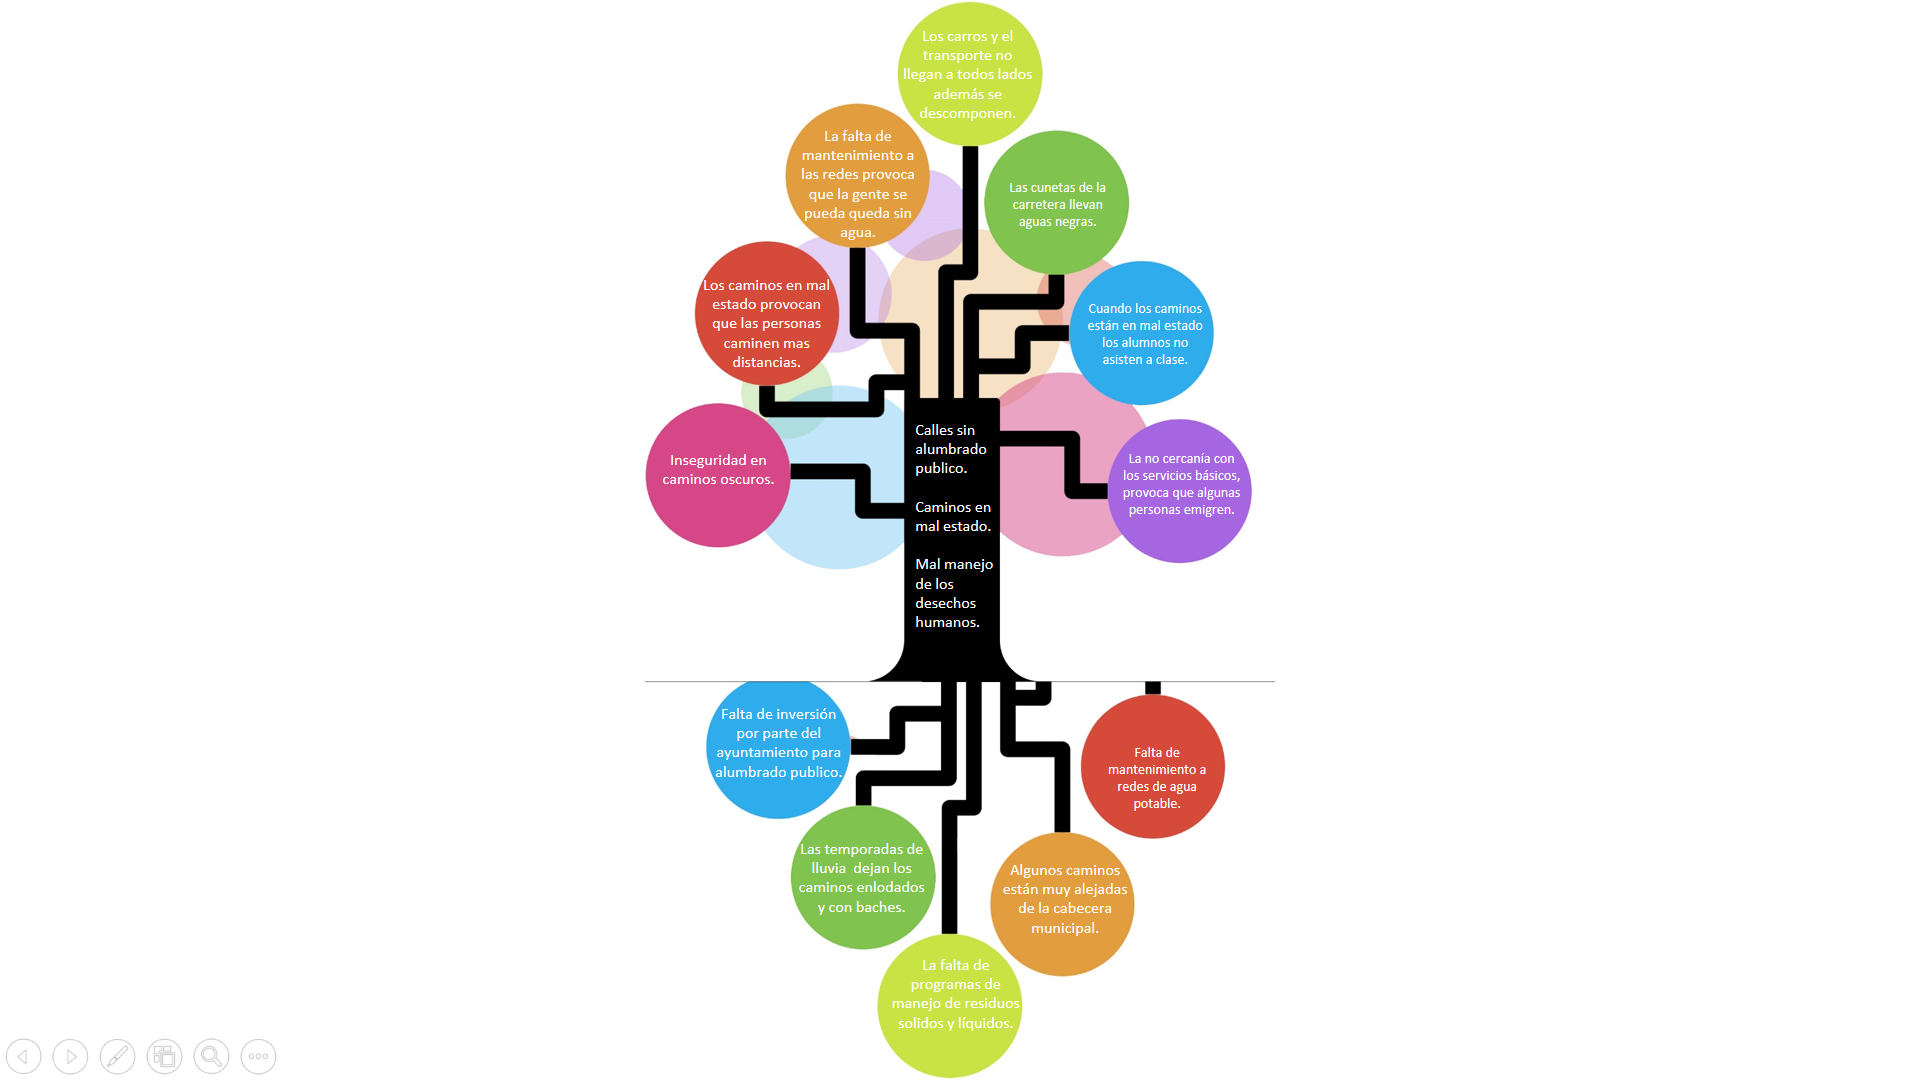 Los carros y el
transporte no
llegan a todos lados
además se
descomponen.
La falta de
mantenimiento a
las redes provoca
que la gente se
pueda queda sin
agua.
Las cunetas de la
carretera llevan
aguas negras.
Los caminos en mal
estado provocan
que las personas
caminen mas
distancias.
Cuando los caminos
están en mal estado
los alumnos no
asisten a clase.
Inseguridad en
caminos oscuros.
La no cercanía con
los servicios básicos,
provoca que algunas
personas emigren.
Calles sin
alumbrado
publico.
Caminos en
mal estado.
Mal manejo
de los
desechos
humanos.
Falta de inversión
por parte del
ayuntamiento para
alumbrado publico.
Falta de
mantenimiento a
redes de agua
potable.
Las temporadas de
lluvia  dejan los
caminos enlodados
y con baches.
Algunos caminos
están muy alejadas
de la cabecera
municipal.
La falta de
programas de
manejo de residuos
solidos y líquidos.